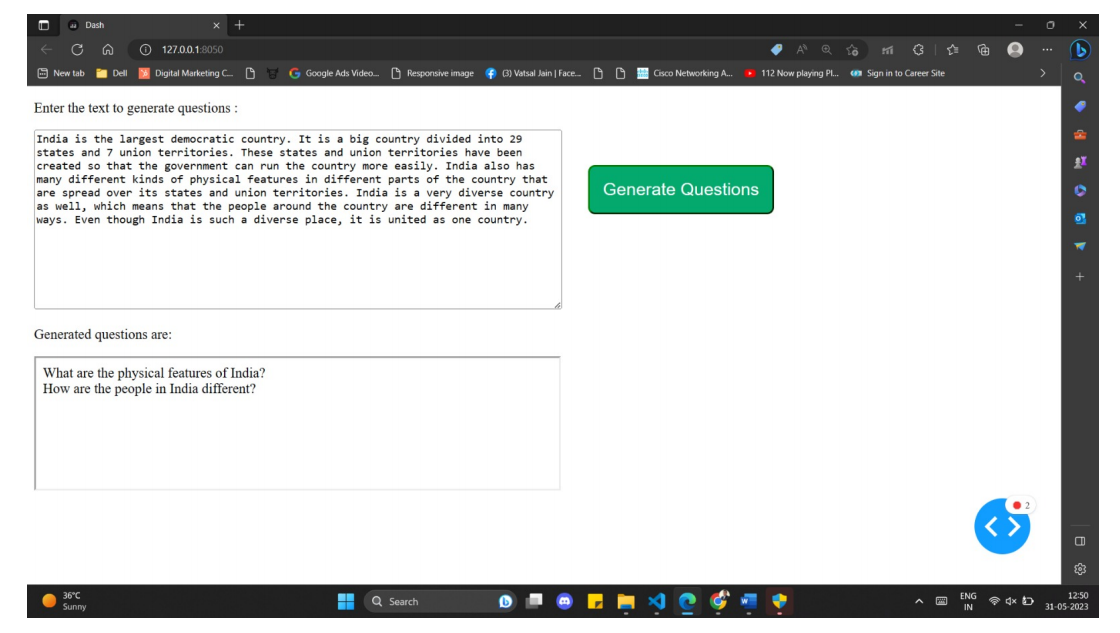 Dash
127.0.0.1:8050
New tab Dell Digital Marketing C... Google Ads Video... Responsive image (3) Vatsal Jain | Face... Cisco Networking A... 112 Now playing Pl... Sign in to Career Site
Enter the text to generate questions :
India is the largest democratic country. It is a big country divided into 29
states and 7 union territories. These states and union territories have been
created so that the government can run the country more easily. India also has
many different kinds of physical features in different parts of the country that
are spread over its states and union territories. India is a very diverse country
as well, which means that the people around the country are different in many
ways. Even though India is such a diverse place, it is united as one country.
Generate Questions
Generated questions are:
What are the physical features of India?
How are the people in India different?
2
36°C
Sunny
Search
ENG
IN
12:50
31-05-2023